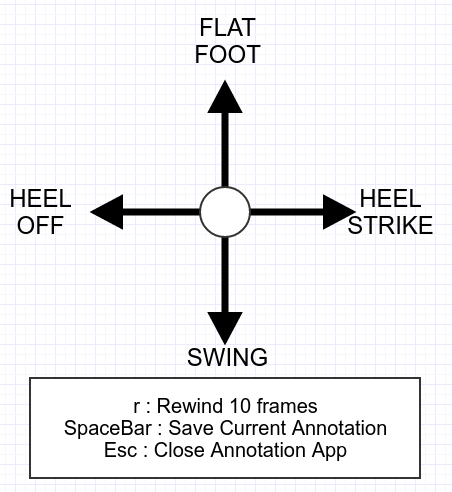 FLAT
FOOT
HEEL
OFF
HEEL
STRIKE
SWING
r : Rewind 10 frames
SpaceBar : Save Current Annotation
Esc : Close Annotation App